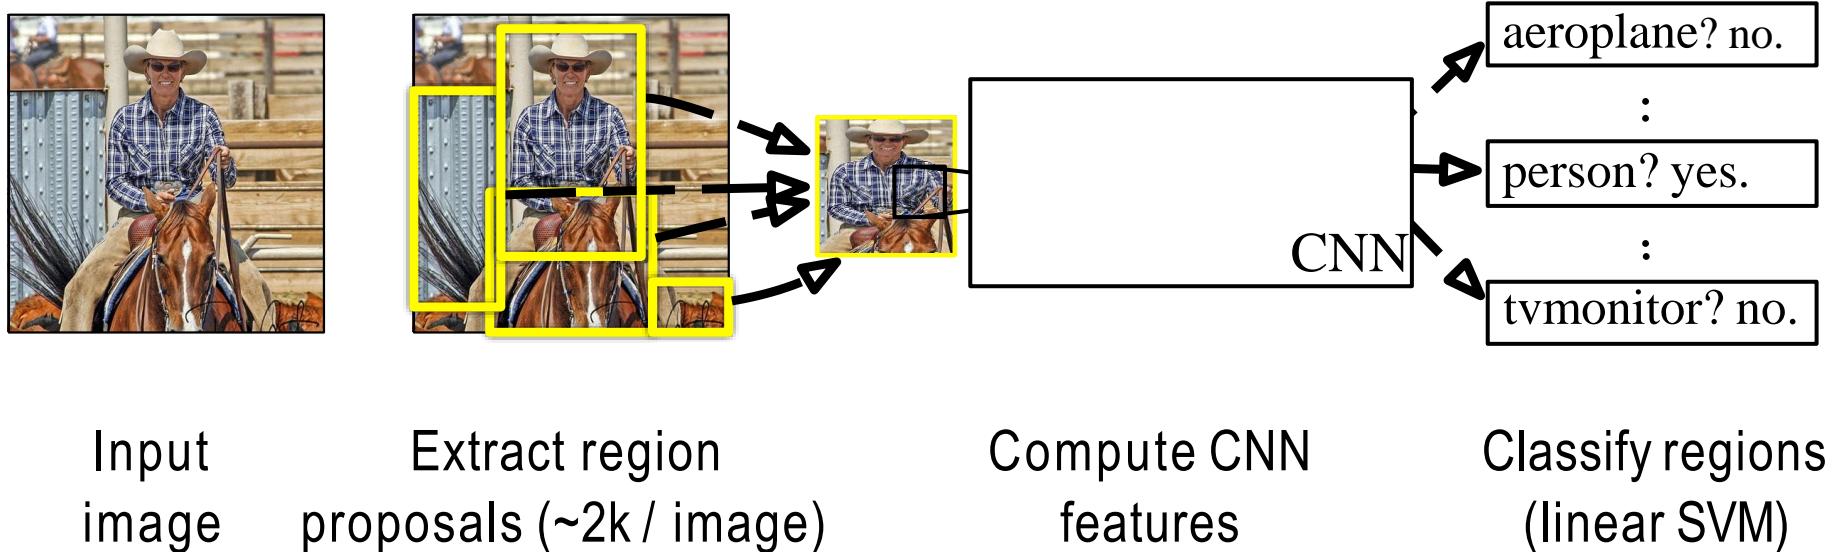 aeroplane? no.
:
person? yes.
:
tvmonitor? no.
CNN
Input
image
Extract region
proposals (~2k / image)
Compute CNN
features
Classify regions
(linear SVM)